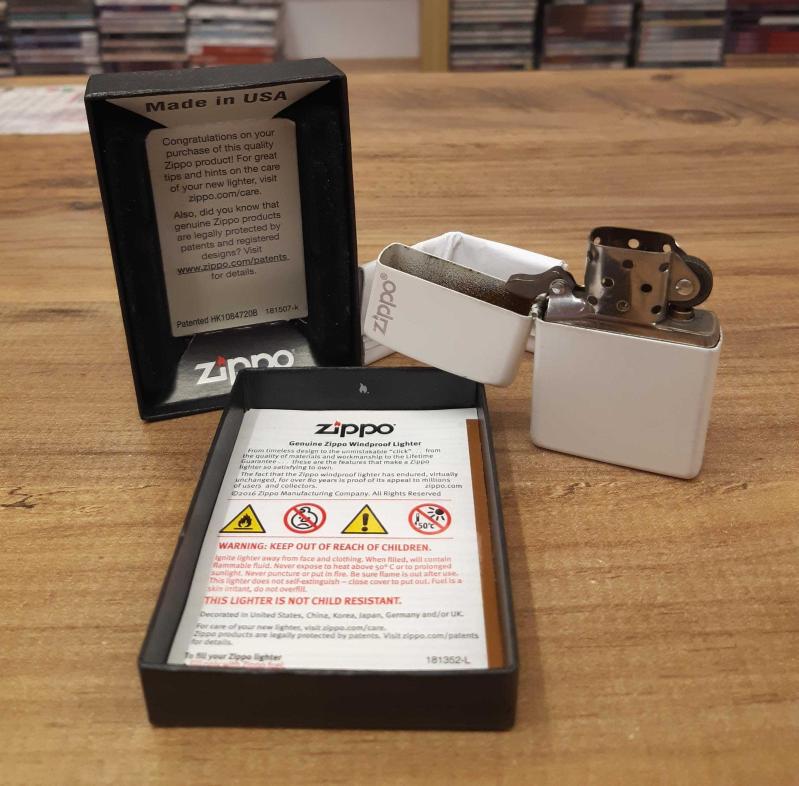 Made in USA
Congratulations on your
purchase of this quality
Zippo product! For great
tips and hints on the care
of your new lighter, visit
zippo.com/care.
Also, did you know that
genuine Zippo products
are legally protected by
patents and registered
designs? Visit
www.zippo.com/patents
for details.
Patented HK1084720B 181507-k
zippo
zippo®
zippo
Genuine Zippo Windproof Lighter
From timeless design to the unmistakable "click" . . . from
the quality of materials and workmanship to the Lifetime
Guarantee . . . these are the features that make a Zippo
lighter so satisfying to own.
The fact that the Zippo windproof lighter has endured, virtually
unchanged, for over 80 years is proof of its appeal to millions
of users and collectors. zippo.com
©2016 Zippo Manufacturing Company. All Rights Reserved
50°C
WARNING: KEEP OUT OF REACH OF CHILDREN.
Ignite lighter away from face and clothing. When filled, will contain
flammable fluid. Never expose to heat above 50° C or to prolonged
sunlight. Never puncture or put in fire. Be sure flame is out after use.
This lighter does not self-extinguish – close cover to put out. Fuel is a
skin irritant, do not overfill.
THIS LIGHTER IS NOT CHILD RESISTANT.
Decorated in United States, China, Korea, Japan, Germany and/or UK.
For care of your new lighter, visit zippo.com/care.
Zippo products are legally protected by patents. Visit zippo.com/patents
for details.
To fill your Zippo lighter
181352-L